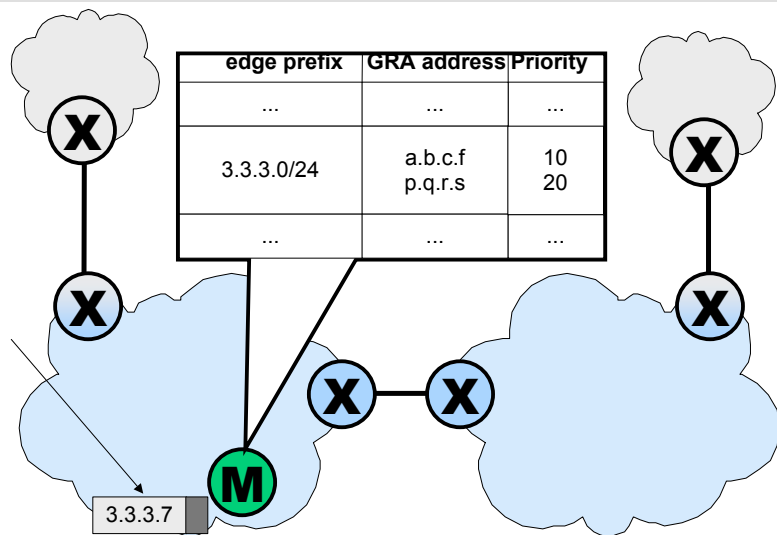 edge prefix GRA address Priority
... ... ...
3.3.3.0/24 a.b.c.f 10
p.q.r.s 20
... ... ...
X
X
X
X
X
X
M
3.3.3.7